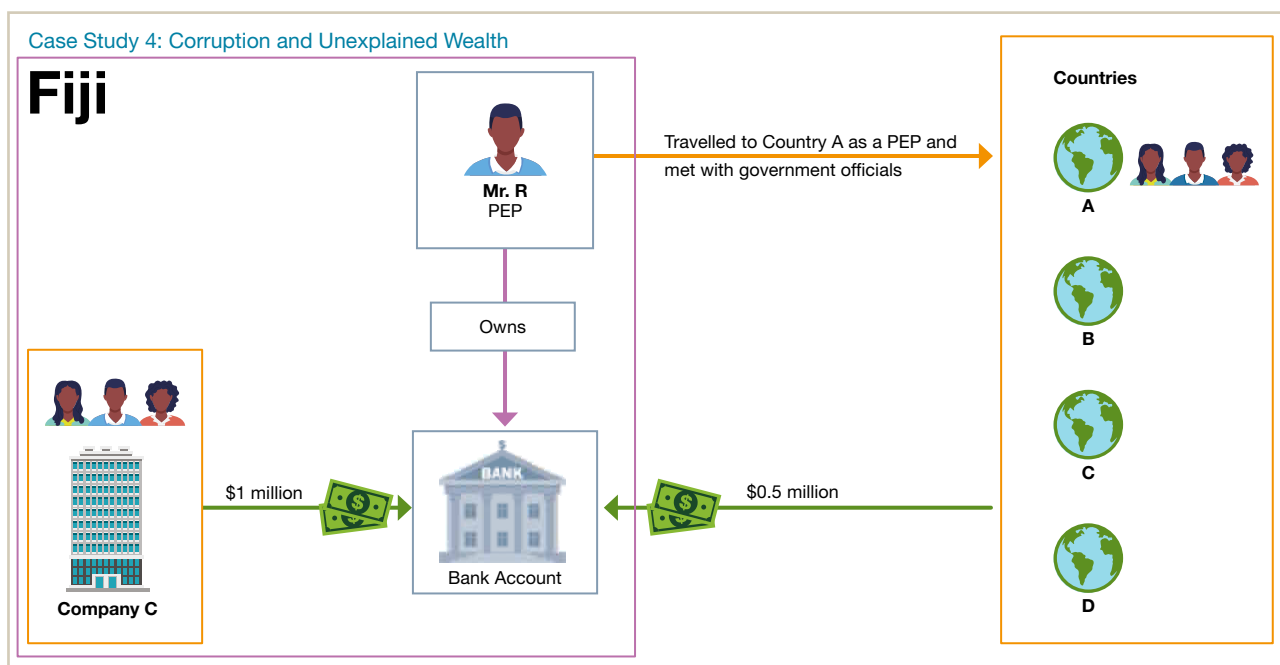 Case Study 4: Corruption and Unexplained Wealth
Fiji
Mr. R
PEP
Travelled to Country A as a PEP and
met with government officials
Countries
A
B
C
D
Owns
$1 million
Company C
$
BANK
Bank Account
$0.5 million
$
$
$
$